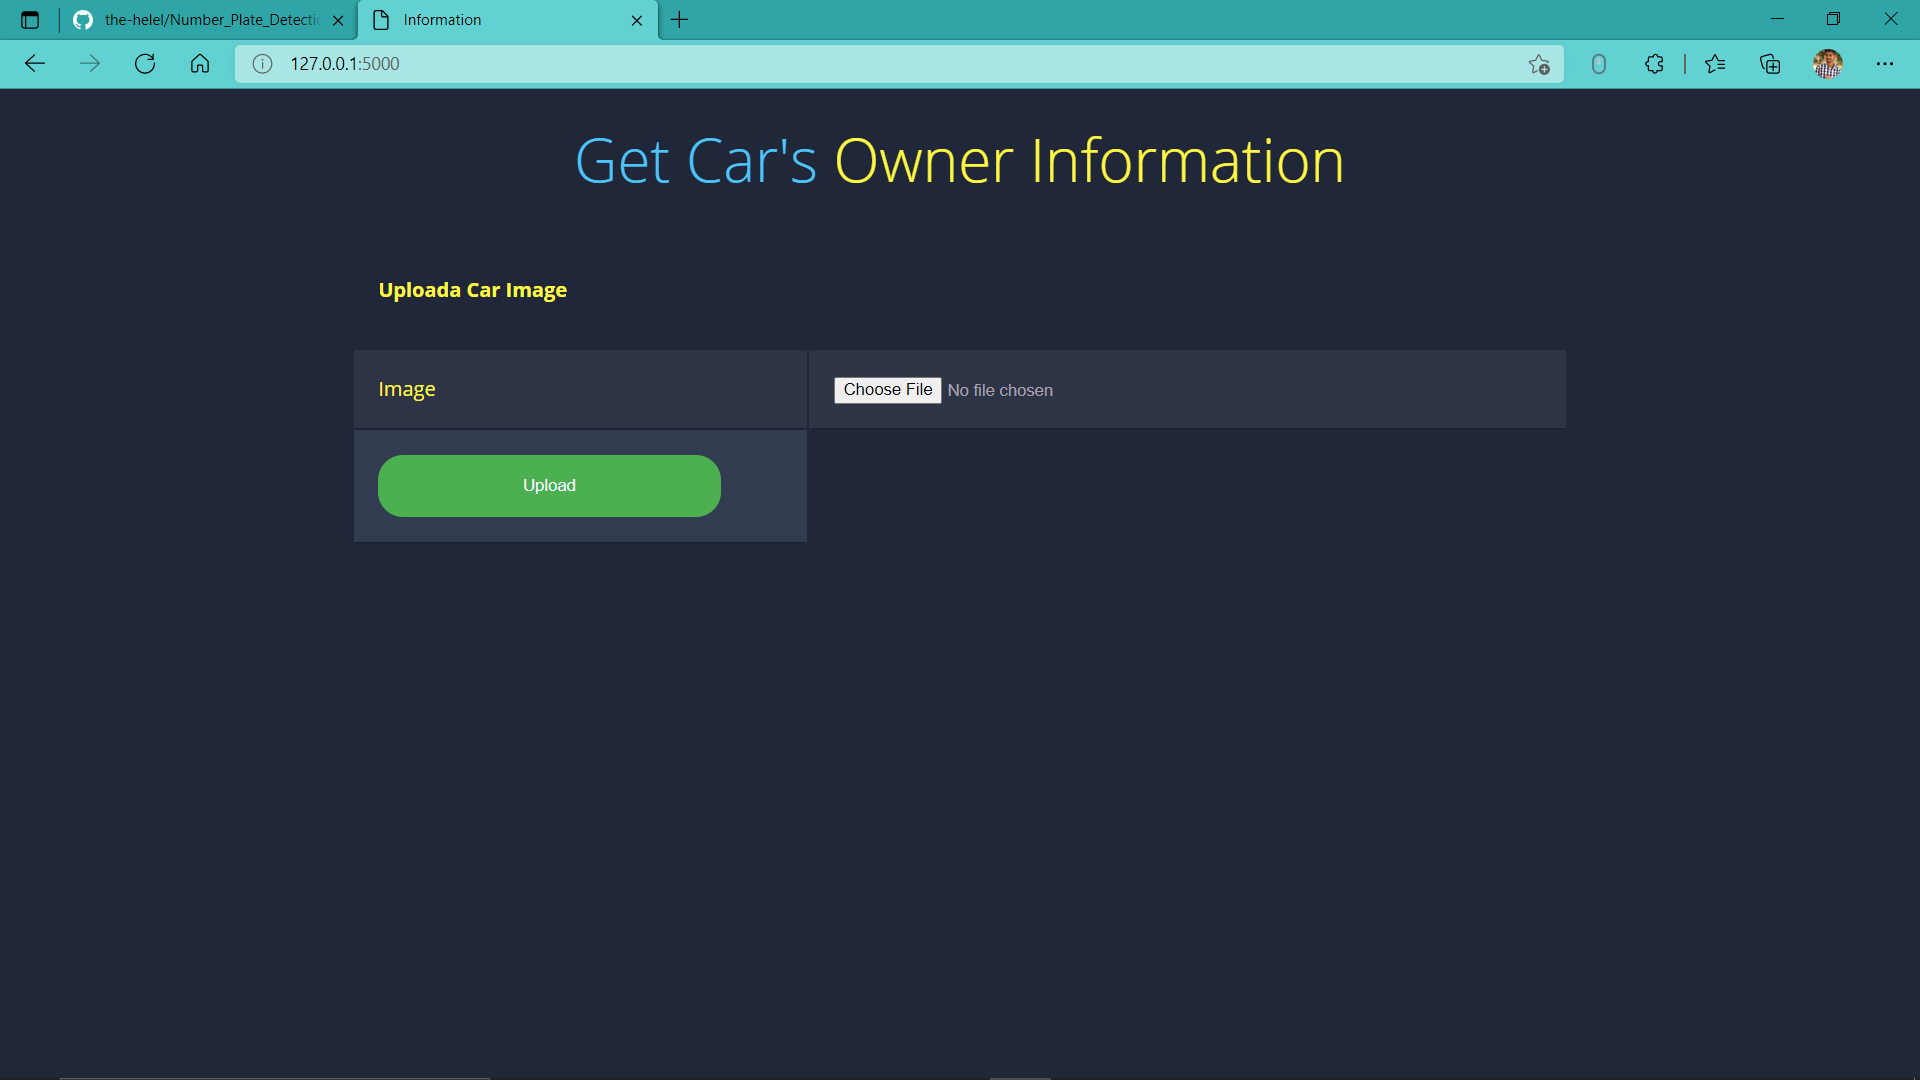 the-helel/Number_Plate_Detecti
Information
127.0.0.1:5000
Get Car's Owner Information
Uploada Car Image
Image
Choose File No file chosen
Upload